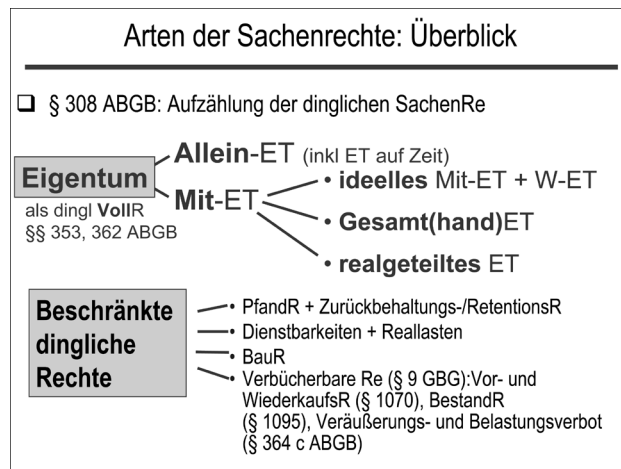 Arten der Sachenrechte: Überblick
§ 308 ABGB: Aufzählung der dinglichen SachenRe
Eigentum
als dingl VollR
§§ 353, 362 ABGB
Allein-ET (inkl ET auf Zeit)
Mit-ET
• ideelles Mit-ET + W-ET
• Gesamt(hand)ET
• realgeteiltes ET
Beschränkte
dingliche
Rechte
• PfandR + Zurückbehaltungs-/RetentionsR
• Dienstbarkeiten + Reallasten
• BauR
• Verbücherbare Re (§ 9 GBG):Vor- und
WiederkaufsR (§ 1070), BestandR
(§ 1095), Veräußerungs- und Belastungsverbot
(§ 364 c ABGB)